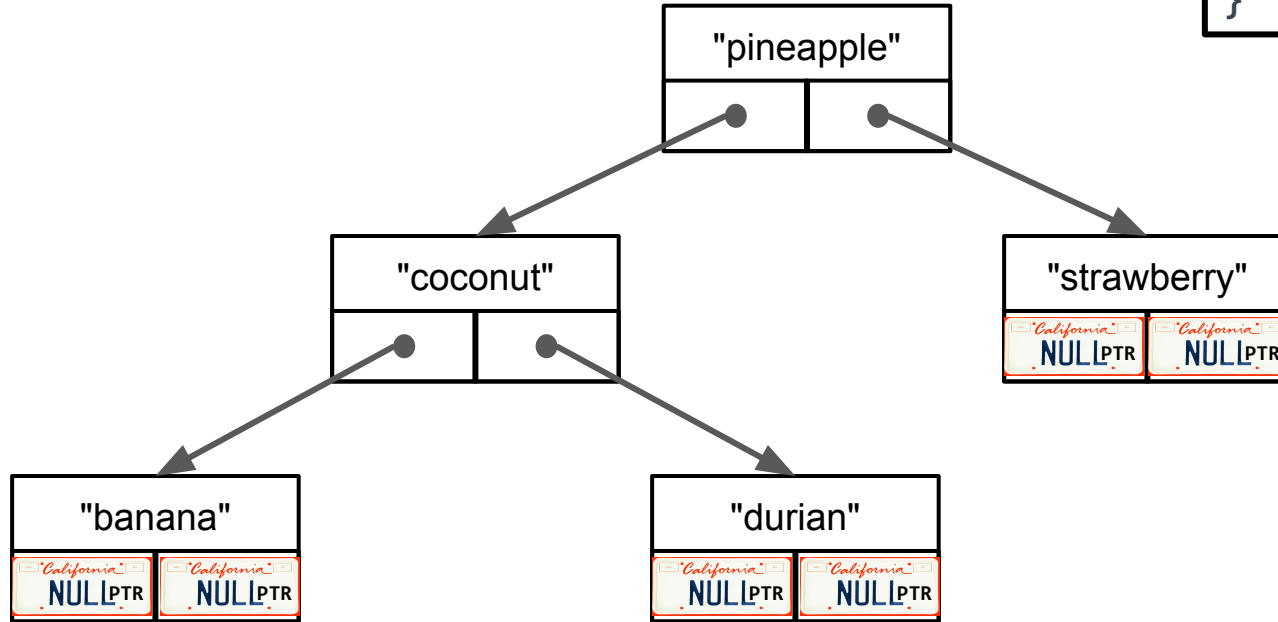 }
"pineapple"
"coconut"
"strawberry"
California California
NULLPTR NULLPTR
"banana"
"durian"
California California California California
NULLPTR NULLPTR NULLPTR NULLPTR